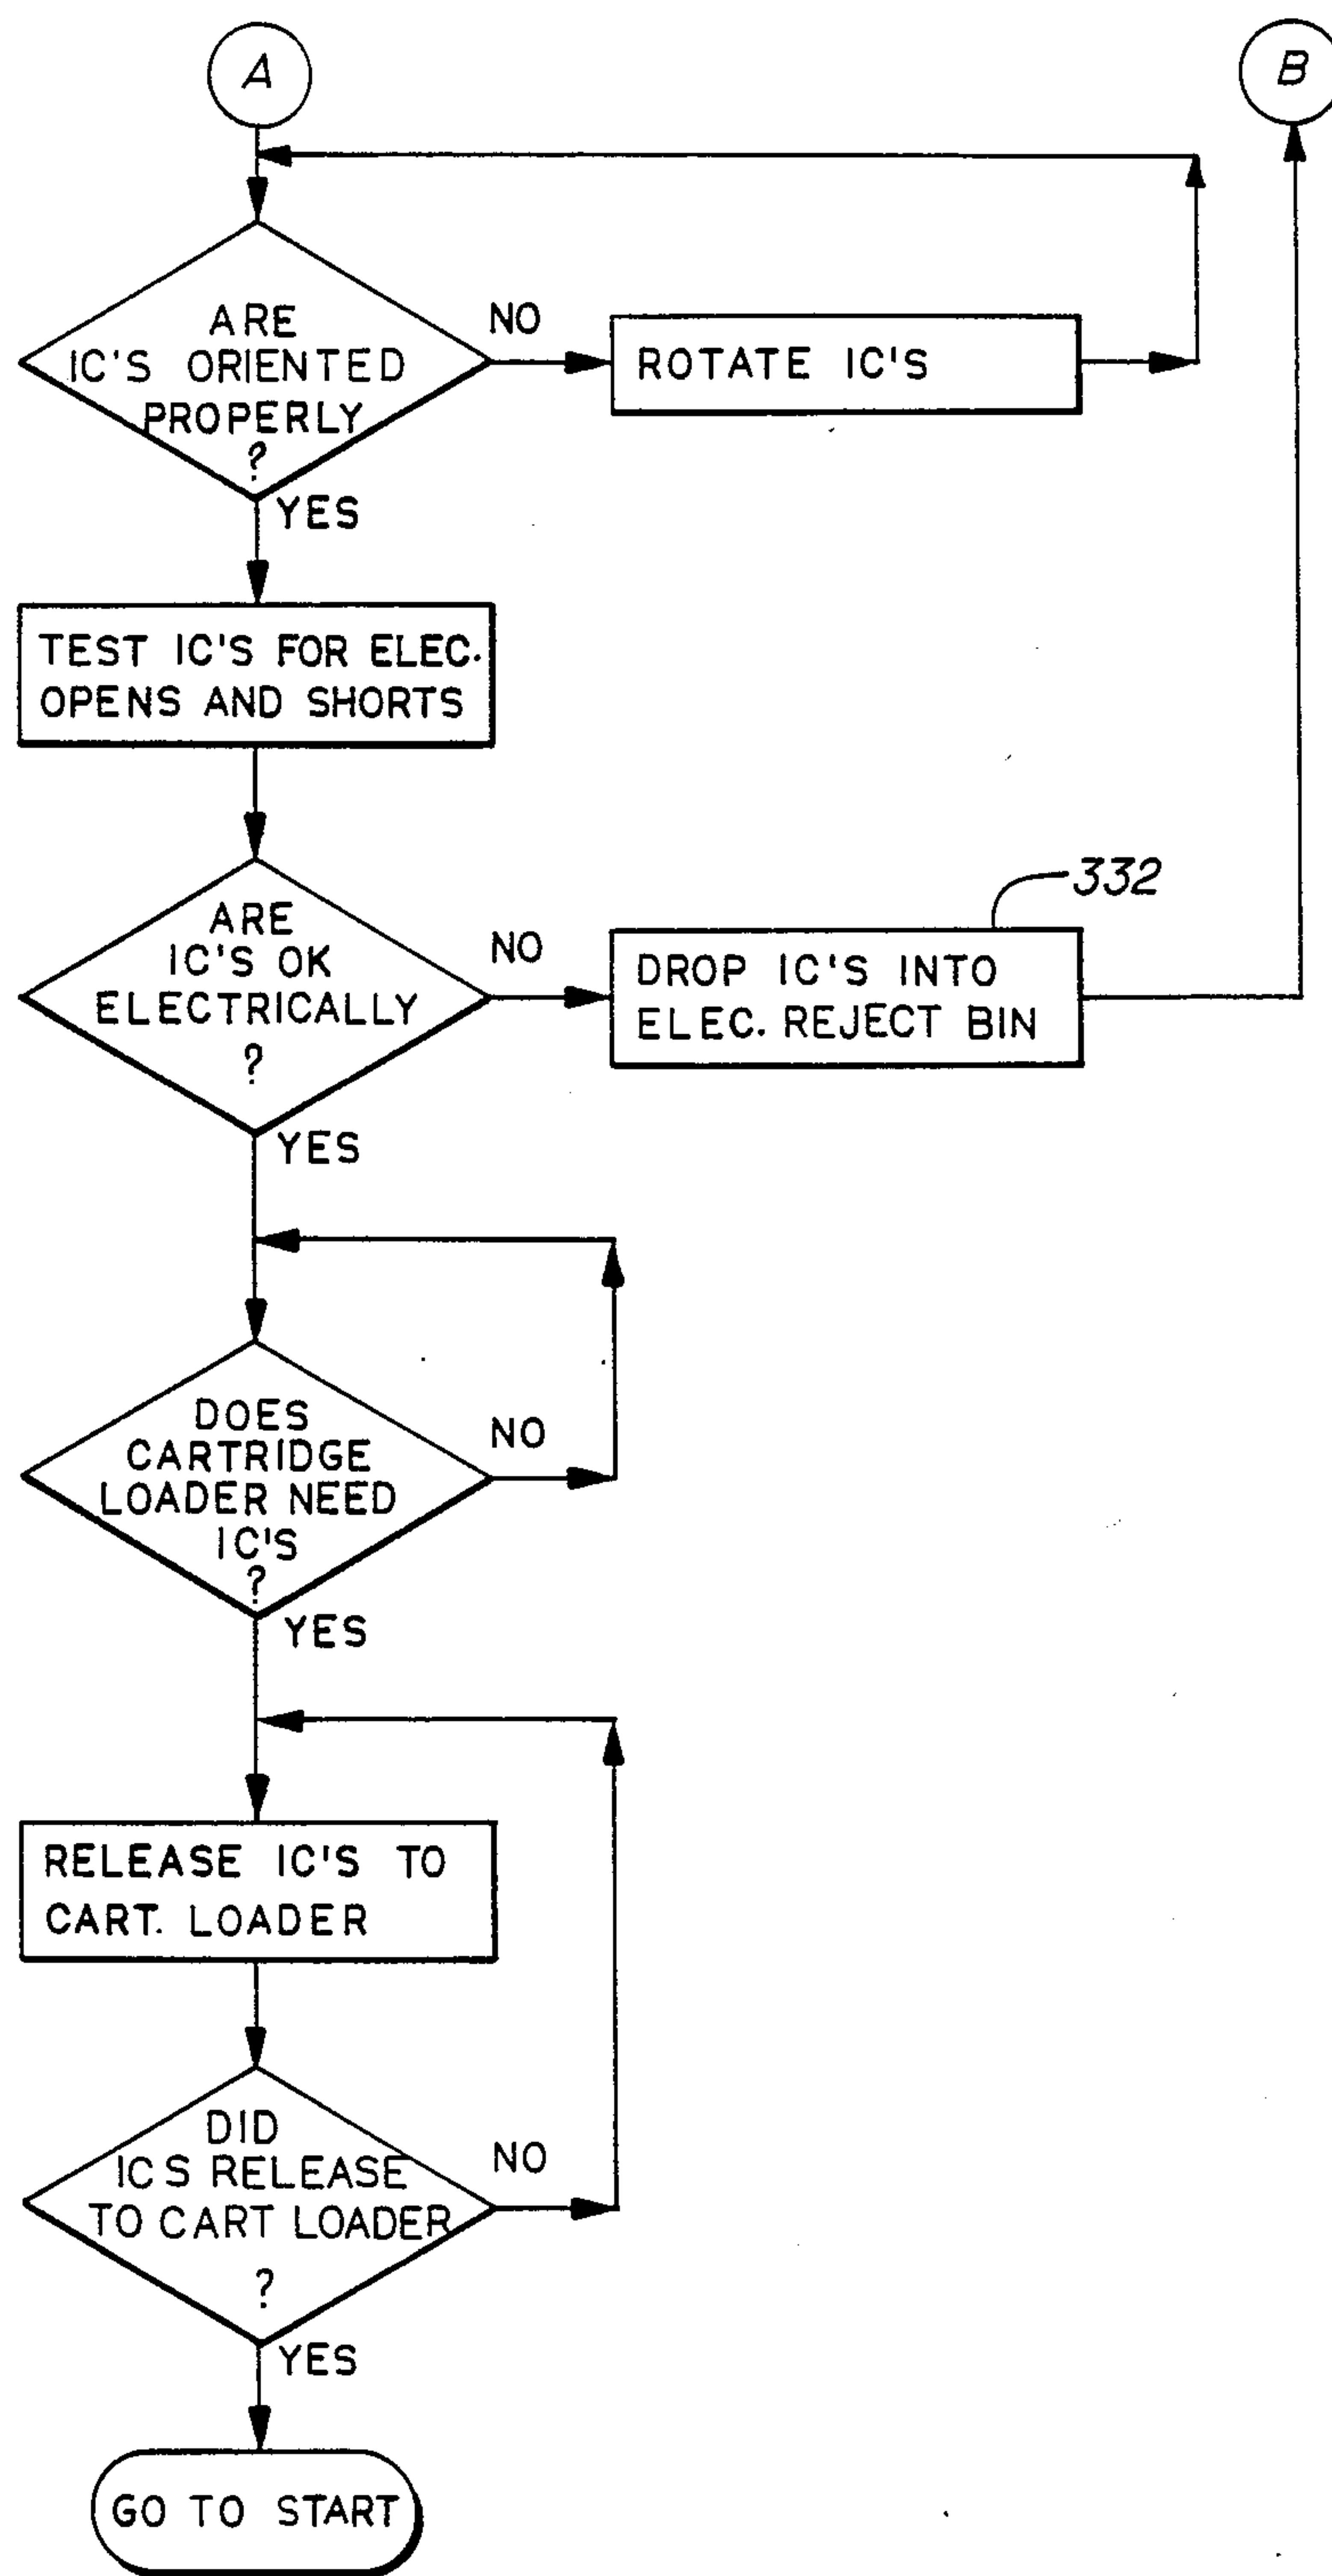 A
B
ARE
IC'S ORIENTED
PROPERLY
?
NO
ROTATE IC'S
YES
TEST IC'S FOR ELEC.
OPENS AND SHORTS
332
ARE
IC'S OK
ELECTRICALLY
?
NO
DROP IC'S INTO
ELEC. REJECT BIN
YES
DOES
CARTRIDGE
LOADER NEED
IC'S
?
NO
YES
RELEASE IC'S TO
CART. LOADER
DID
ICS RELEASE
TO CART LOADER
?
NO
YES
GO TO START